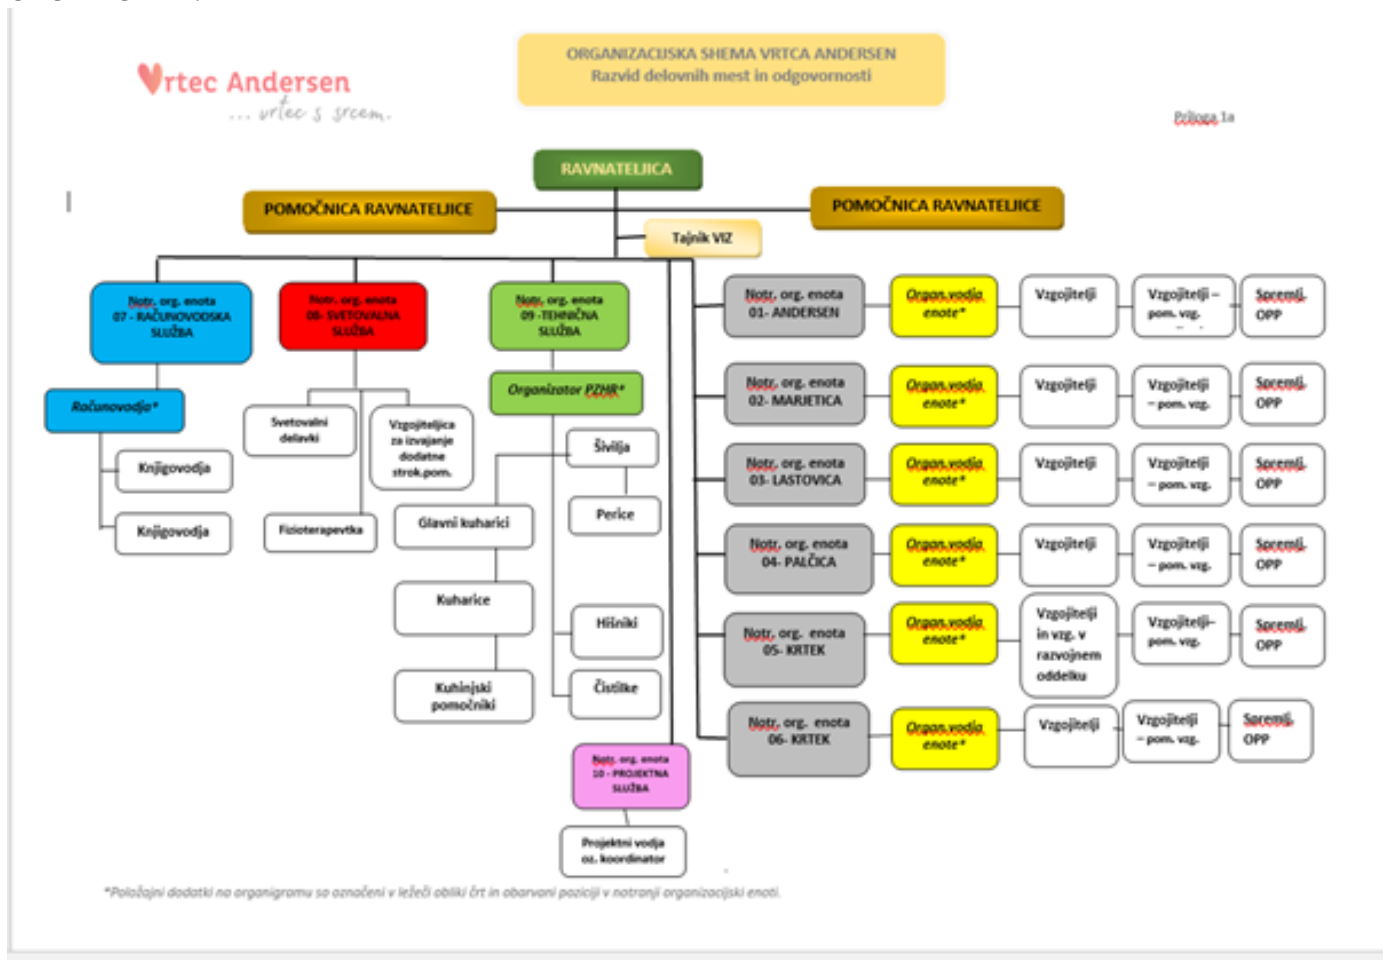 ORGANIZACIJSKA SHEMA VRTCA ANDERSEN
Razvid delovnih mest in odgovornosti
Vrtec Andersen
... vrtec s srcem.
Priloga 1a
RAVNATELJICA
POMOČNICA RAVNATELJICE
POMOČNICA RAVNATELJICE
Tajnik VIZ
Notr. org. enota
07 - RAČUNOVODSKA
SLUŽBA
Notr. org. enota
08- SVETOVALNA
SLUŽBA
Notr. org. enota
09 -TEHNIČNA
SLUŽBA
Računovodja*
Knjigovodja
Knjigovodja
Svetovalni
delavki
Vzgojiteljica
za izvajanje
dodatne
strok.pom.
Fizioterapevtka
Organizator PZHR*
Šivilja
Perice
Glavni kuharici
Kuharice
Kuhinjski
pomočniki
Hišniki
Čistilke
Notr. org. enota
10 - PROJEKTNA
SLUŽBA
Projektni vodja
oz. koordinator
Notr. org. enota
01- ANDERSEN
Organ.vodja
enote*
Vzgojitelji
Vzgojitelji –
pom. vzg.
Spremlj.
OPP
Notr. org. enota
02- MARJETICA
Organ.vodja
enote*
Vzgojitelji
Vzgojitelji
– pom. vzg.
Spremlj.
OPP
Notr. org. enota
03- LASTOVICA
Organ.vodja
enote*
Vzgojitelji
Vzgojitelji
– pom. vzg.
Spremlj.
OPP
Notr. org. enota
04- PALČICA
Organ.vodja
enote*
Vzgojitelji
Vzgojitelji
– pom. vzg.
Spremlj.
OPP
Notr. org. enota
05- KRTEK
Organ.vodja
enote*
Vzgojitelji
in vzg. v
razvojnem
oddelku
Vzgojitelji–
pom. vzg.
Spremlj.
OPP
Notr. org. enota
06- KRTEK
Organ.vodja
enote*
Vzgojitelji
Vzgojitelji
– pom. vzg.
Spremlj.
OPP
*Položajni dodatki na organigramu so označeni v ležeči obliki črt in obarvani poziciji v notranji organizacijski enoti.